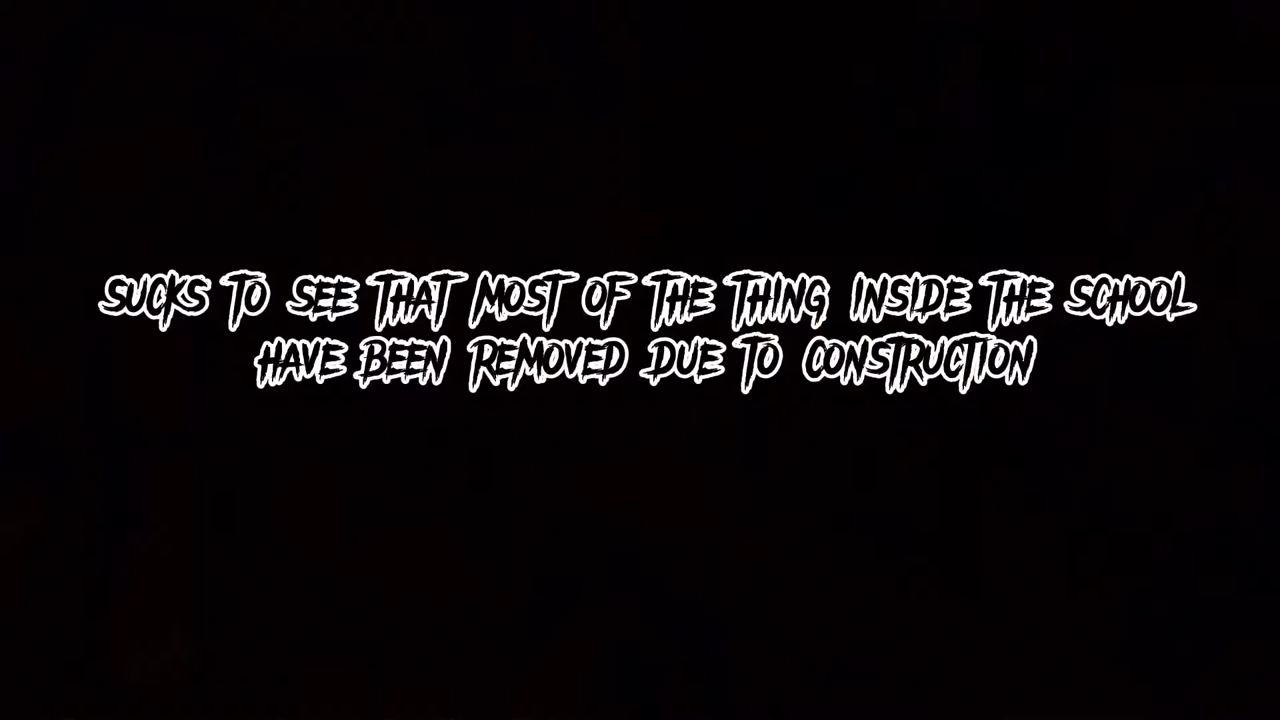 SUCKS TO SEE THAT MOST OF THE THING INSIDE THE SCHOOL
HAVE BEEN REMOVED DUE TO CONSTRUCTION